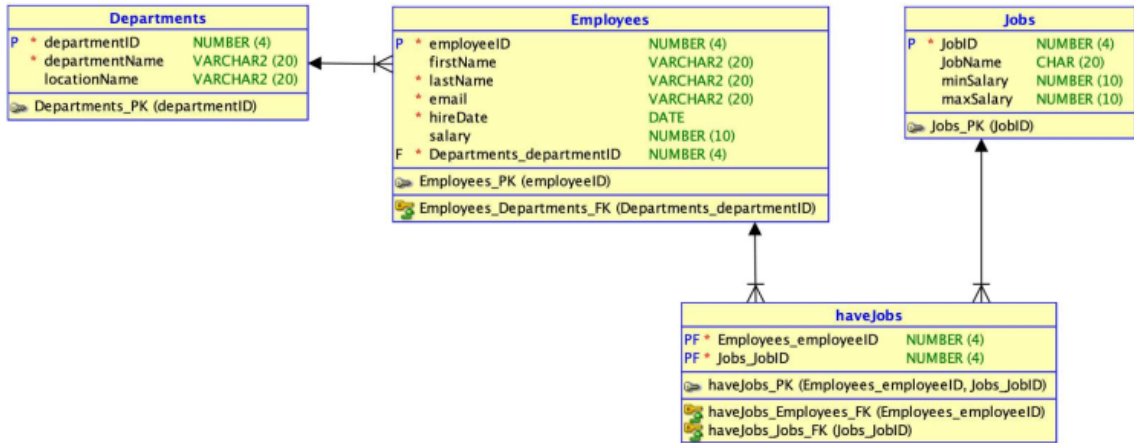 Departments
P * departmentID NUMBER (4)
* departmentName VARCHAR2 (20)
locationName VARCHAR2 (20)
Departments_PK (departmentID)
Employees
P * employeeID NUMBER (4)
firstName VARCHAR2 (20)
* lastName VARCHAR2 (20)
* email VARCHAR2 (20)
* hireDate DATE
salary NUMBER (10)
F * Departments_departmentID NUMBER (4)
Employees_PK (employeeID)
Employees_Departments_FK (Departments_departmentID)
Jobs
P * JobID NUMBER (4)
JobName CHAR (20)
minSalary NUMBER (10)
maxSalary NUMBER (10)
Jobs_PK (JobID)
haveJobs
PF * Employees_employeeID NUMBER (4)
PF * Jobs_JobID NUMBER (4)
haveJobs_PK (Employees_employeeID, Jobs_JobID)
haveJobs_Employees_FK (Employees_employeeID)
haveJobs_Jobs_FK (Jobs_JobID)